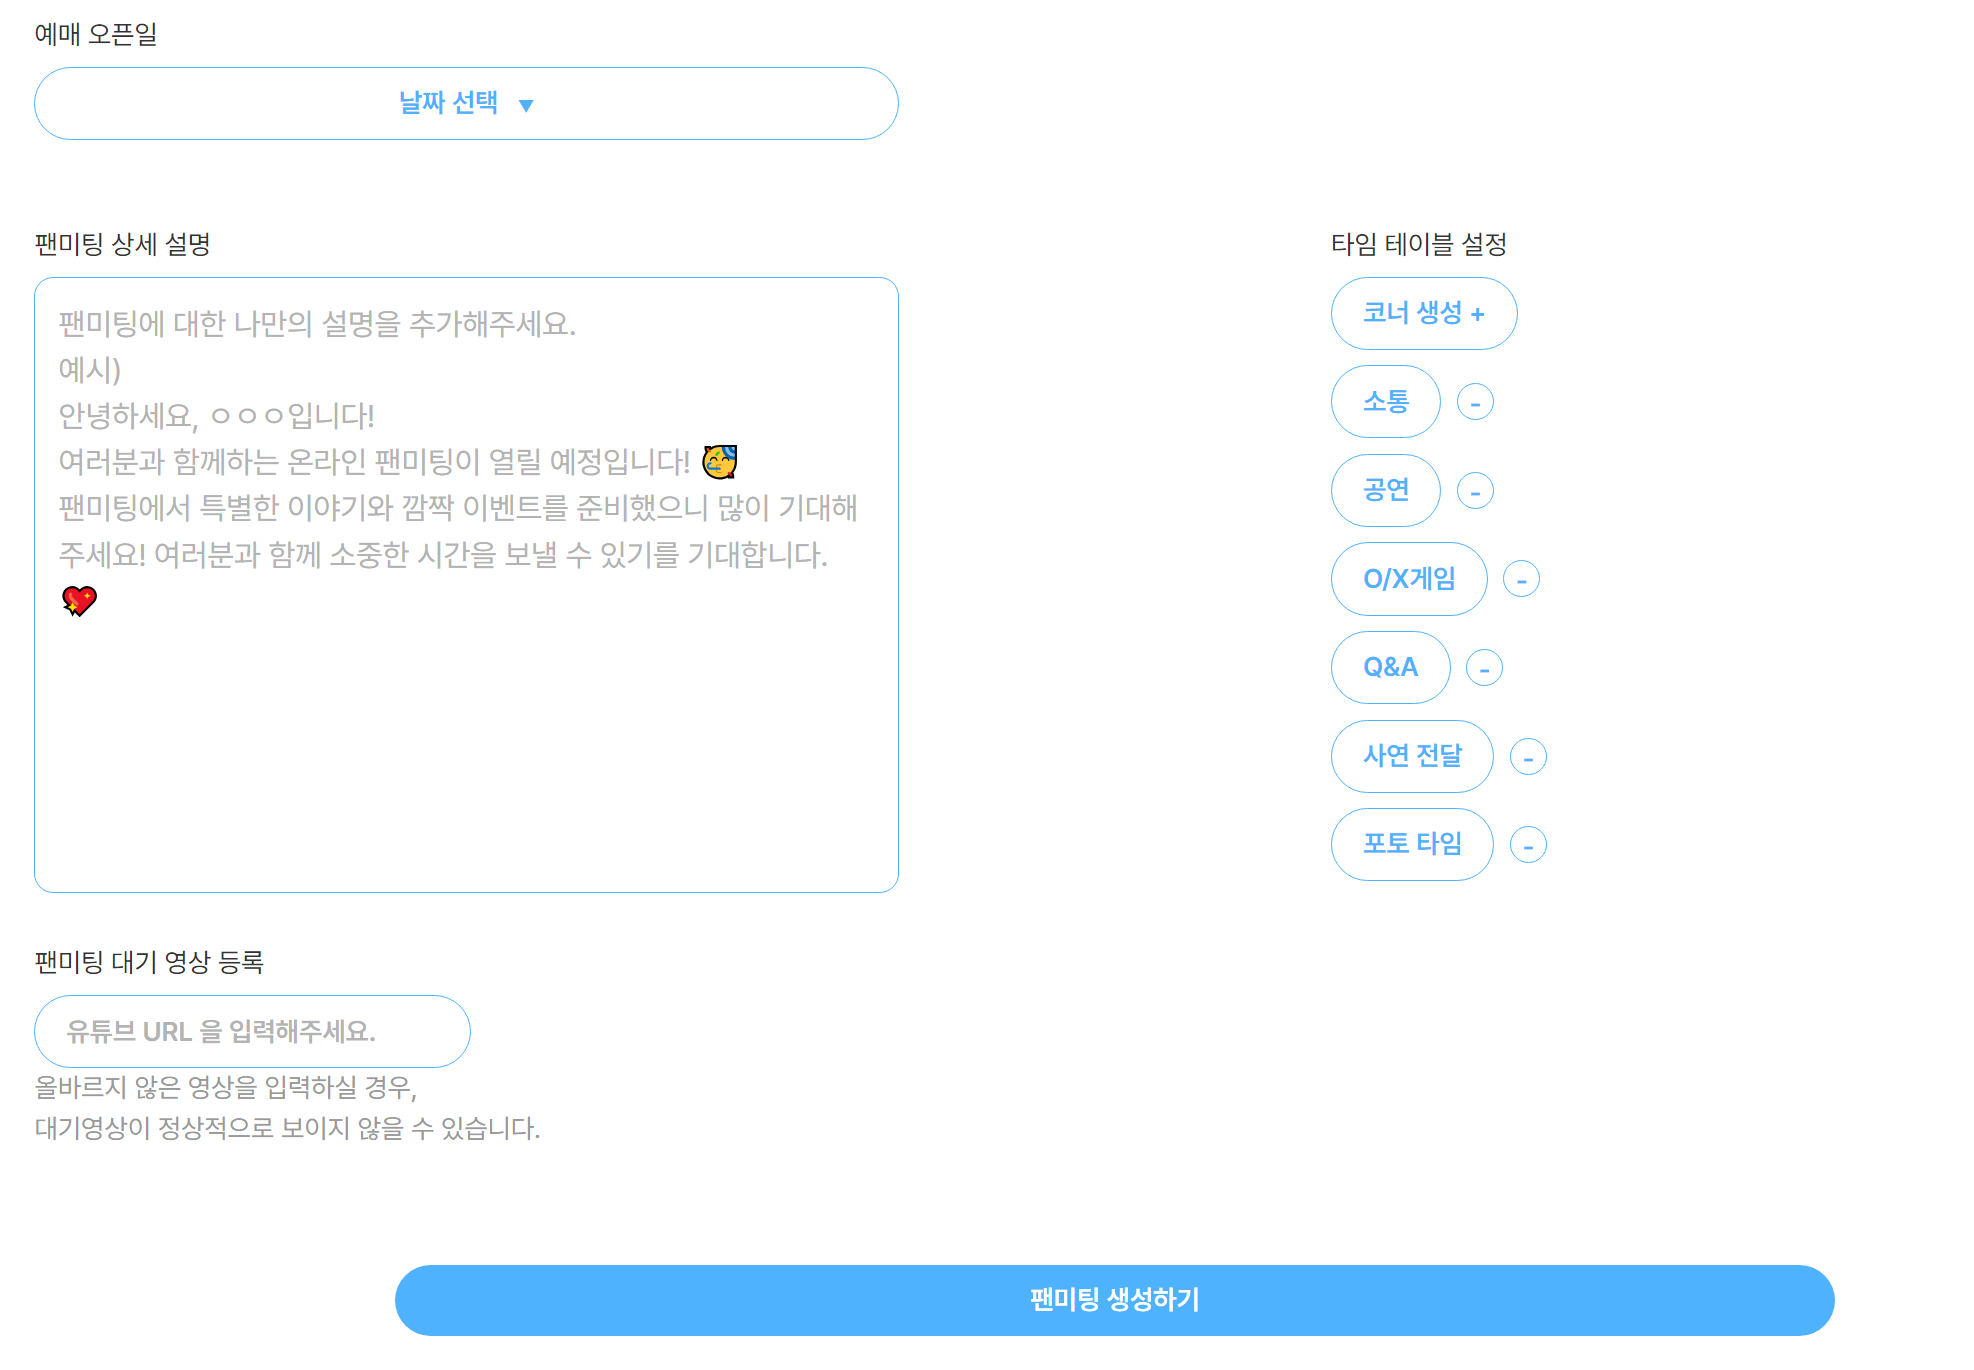 예매 오픈일
날짜 선택 ▼
팬미팅 상세 설명
팬미팅에 대한 나만의 설명을 추가해주세요.
예시)
안녕하세요, ㅇㅇㅇ입니다!
여러분과 함께하는 온라인 팬미팅이 열릴 예정입니다! 🥳
팬미팅에서 특별한 이야기와 깜짝 이벤트를 준비했으니 많이 기대해
주세요! 여러분과 함께 소중한 시간을 보낼 수 있기를 기대합니다.
💖
타임 테이블 설정
코너 생성 +
소통 -
공연 -
O/X게임 -
Q&A -
사연 전달 -
포토 타임 -
팬미팅 대기 영상 등록
유튜브 URL 을 입력해주세요.
올바르지 않은 영상을 입력하실 경우,
대기영상이 정상적으로 보이지 않을 수 있습니다.
팬미팅 생성하기